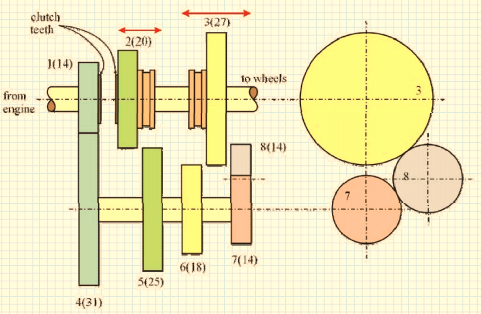 clutch
teeth
3(27)
2(20)
1(14)
from
engine
to wheels
3
8(14)
8
7
6(18)
7(14)
5(25)
4(31)